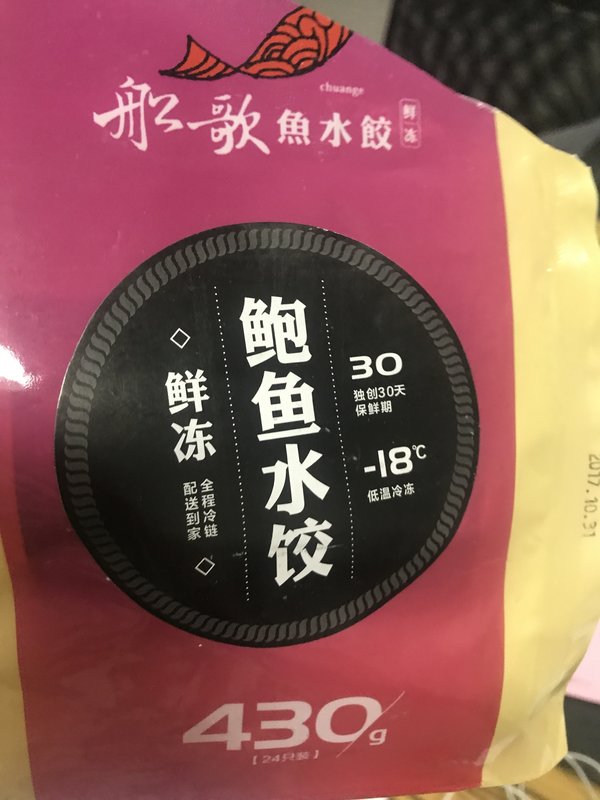 chuange
船歌魚水餃
鲜冻
鲍鱼水饺
30
独创30天
保鲜期
-18℃
低温冷冻
鲜冻
全程冷链
配送到家
430g
【24只装】
2017.10.31